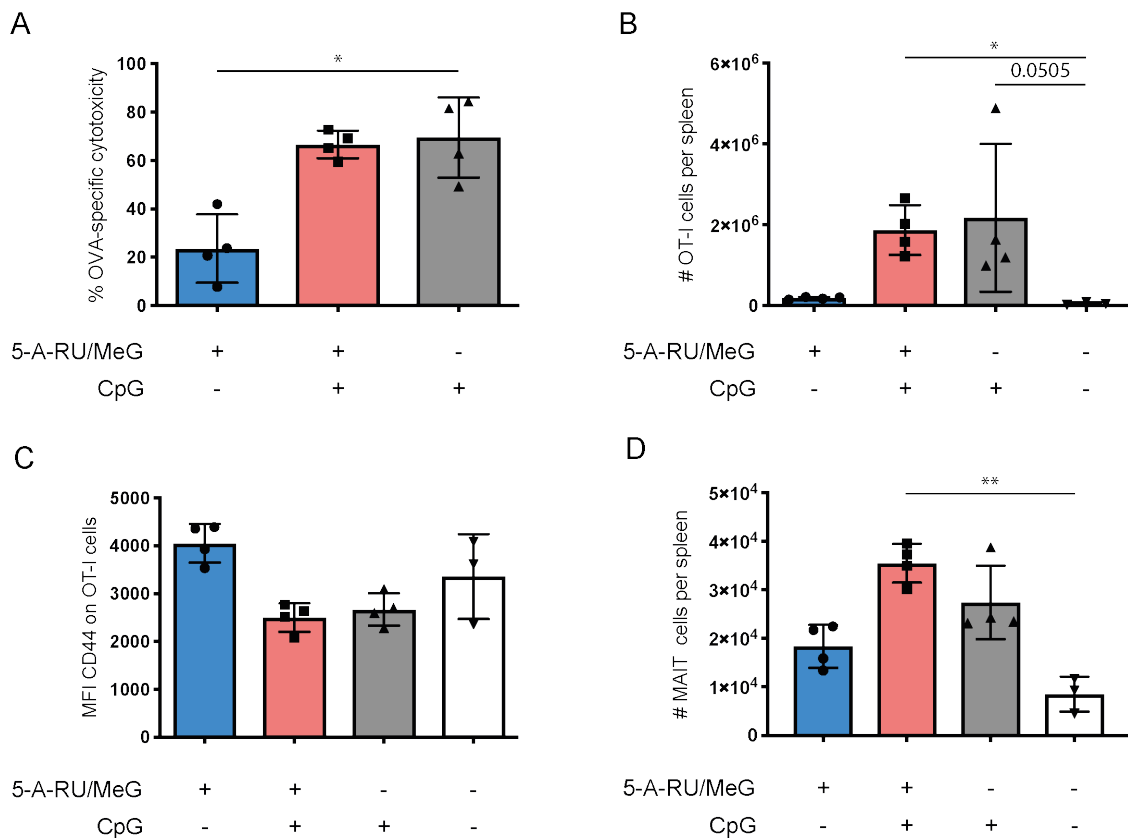 A
% OVA-specific cytotoxicity
100
80
60
40
20
0
*
5-A-RU/MeG + + -
CpG - + +
B
# OT-I cells per spleen
6×10⁶
4×10⁶
2×10⁶
0
*
0.0505
5-A-RU/MeG + + - -
CpG - + + -
C
MFI CD44 on OT-I cells
5000
4000
3000
2000
1000
0
5-A-RU/MeG + + - -
CpG - + + -
D
# MAIT cells per spleen
5×10⁴
4×10⁴
3×10⁴
2×10⁴
1×10⁴
0
**
5-A-RU/MeG + + - -
CpG - + + -